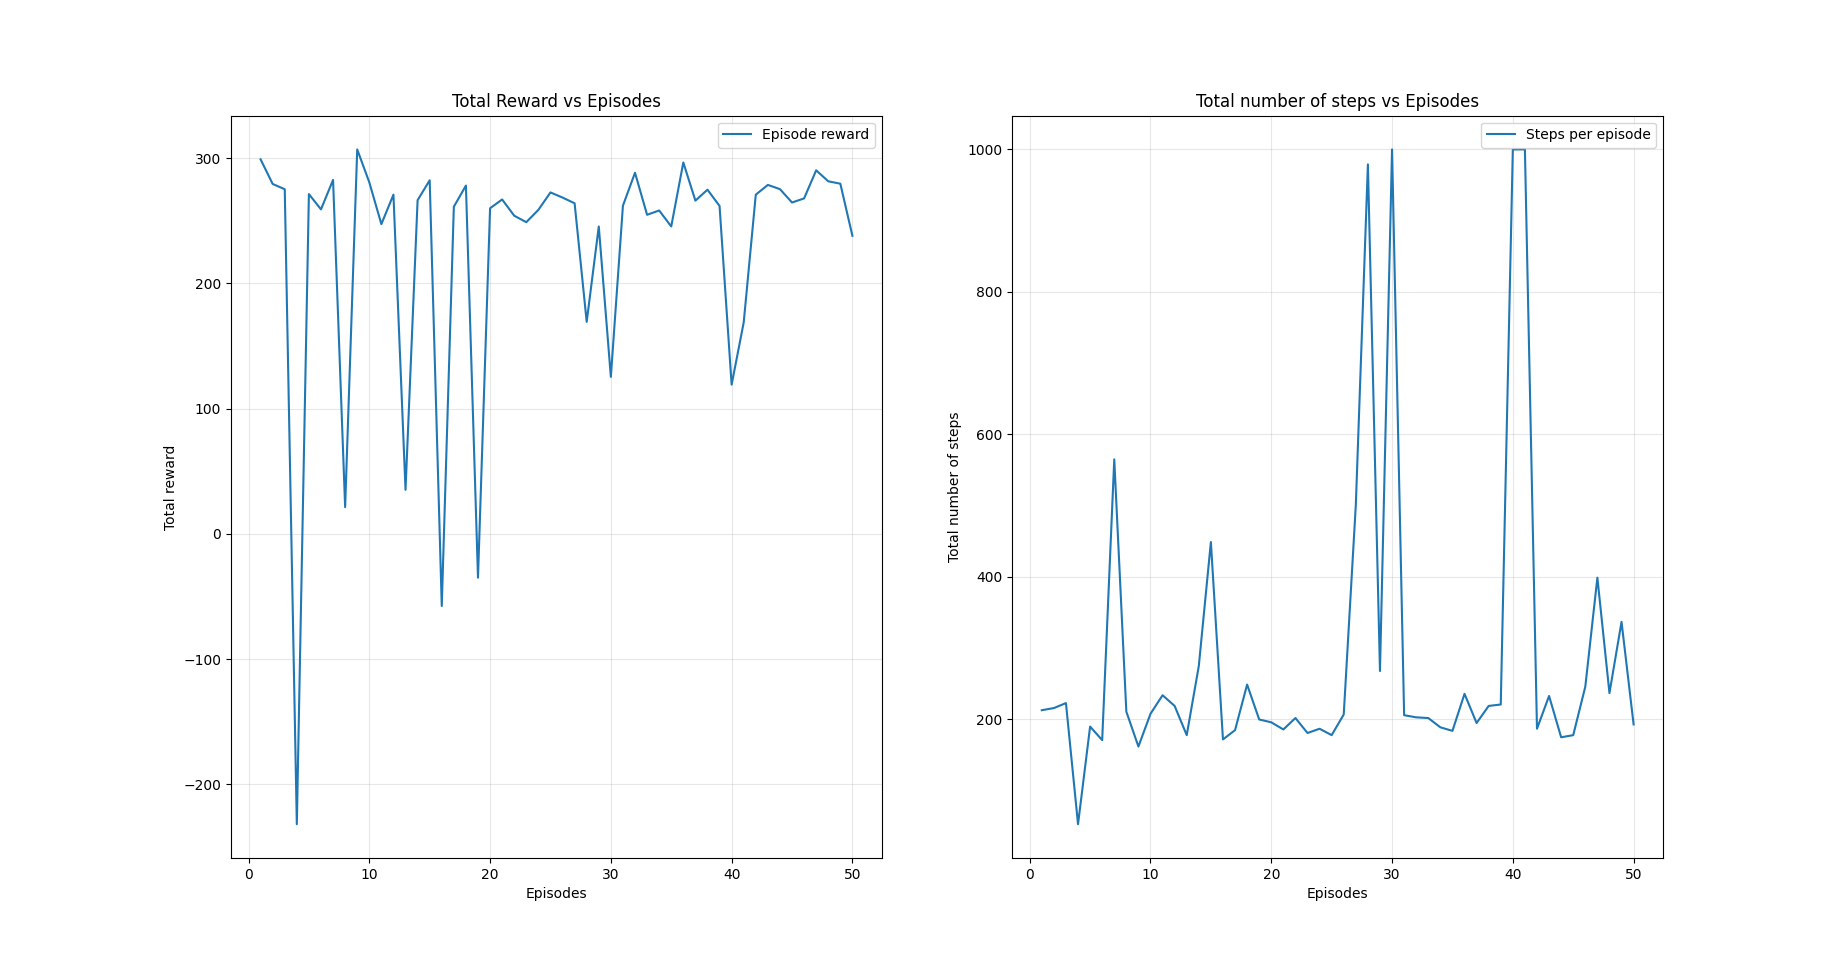 Total Reward vs Episodes
Episode reward
300
200
100
0
−100
−200
Total reward
0 10 20 30 40 50
Episodes
Total number of steps vs Episodes
Steps per episode
1000
800
600
400
200
Total number of steps
0 10 20 30 40 50
Episodes